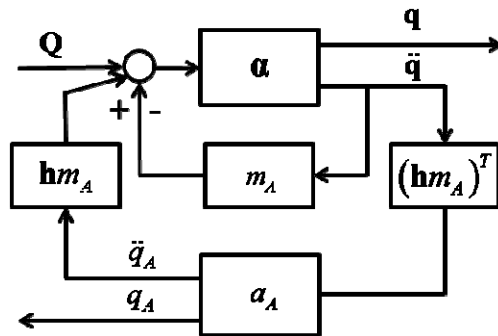 Q
α
q
q̈
+ -
hm_A
m_A
(hm_A)^T
q̈_A
q_A
a_A